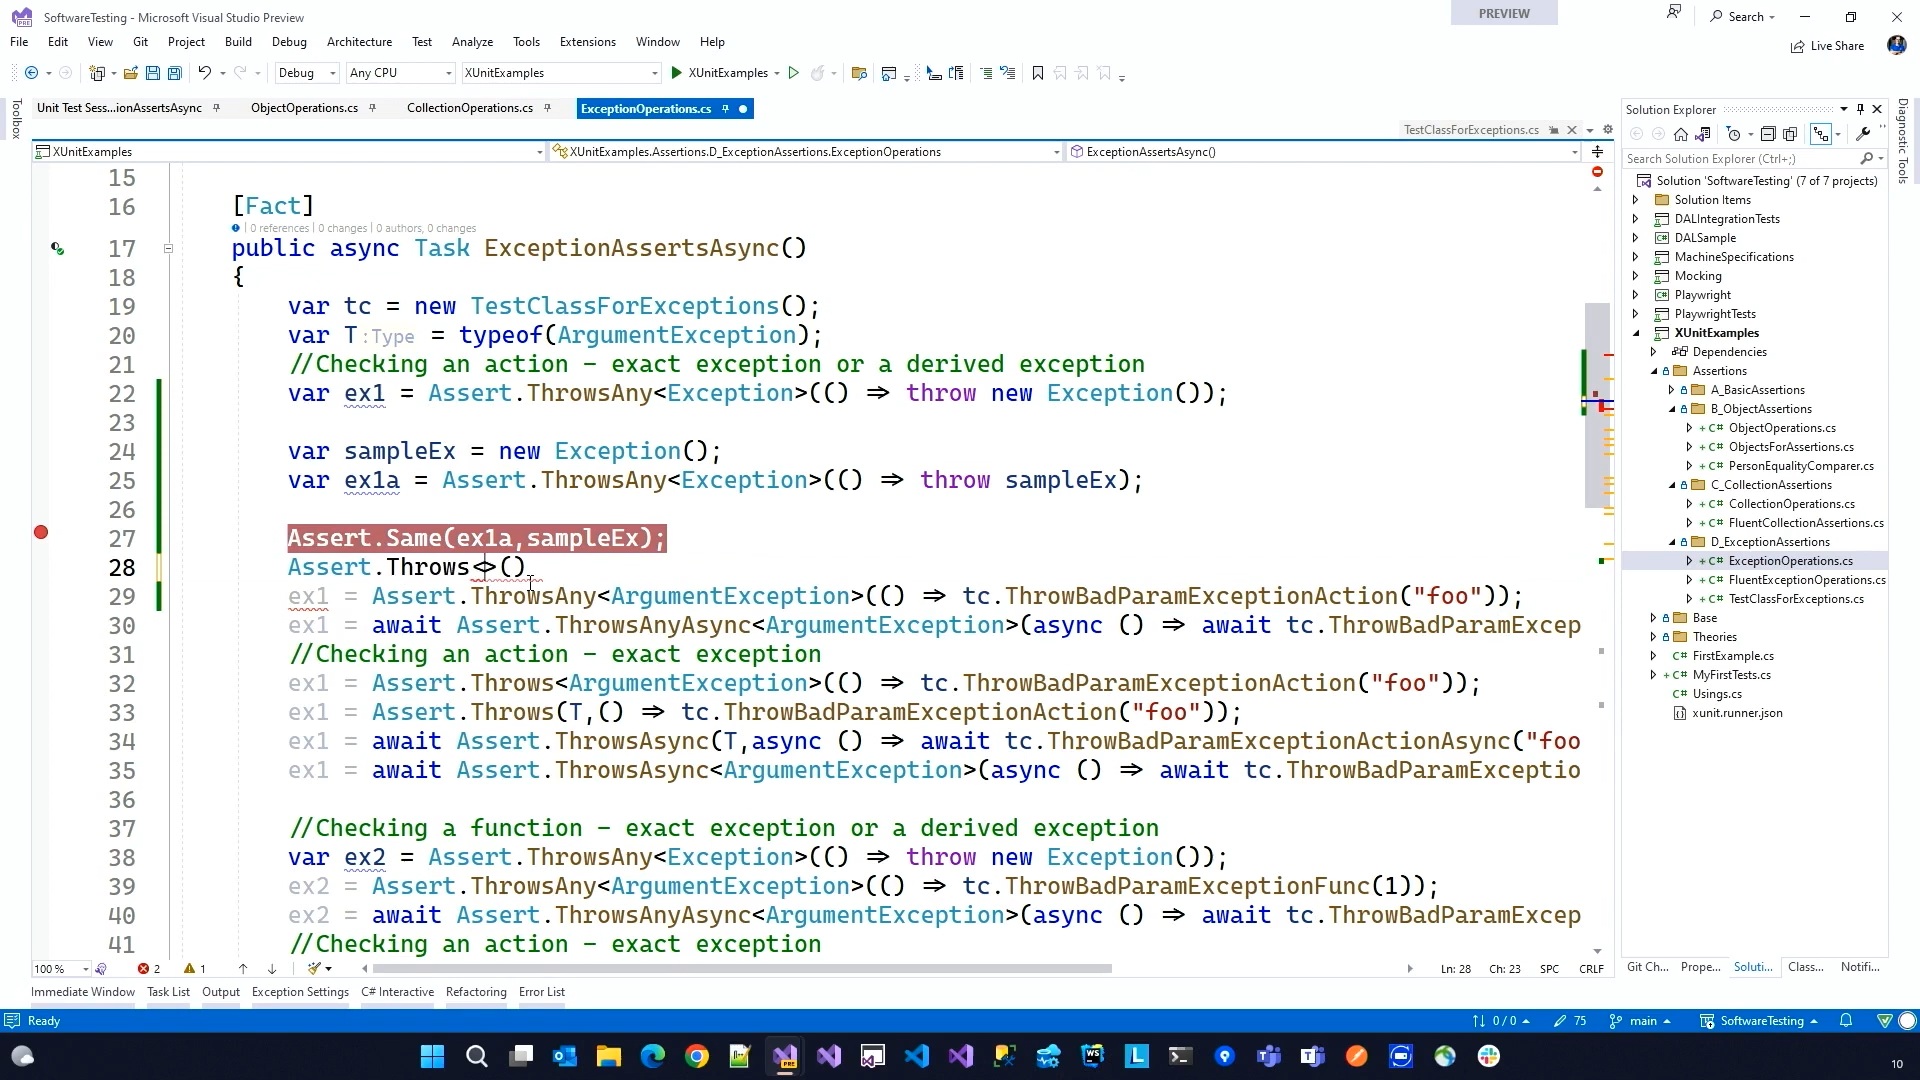 SoftwareTesting - Microsoft Visual Studio Preview
PREVIEW
Search
File Edit View Git Project Build Debug Architecture Test Analyze Tools Extensions Window Help
Live Share
Debug Any CPU XUnitExamples XUnitExamples
Toolbox
Unit Test Sess...ionAssertsAsync ObjectOperations.cs CollectionOperations.cs ExceptionOperations.cs
TestClassForExceptions.cs
XUnitExamples XUnitExamples.Assertions.D_ExceptionAssertions.ExceptionOperations ExceptionAssertsAsync()
15
16 [Fact]
0 references | 0 changes | 0 authors, 0 changes
17 public async Task ExceptionAssertsAsync()
18 {
19 var tc = new TestClassForExceptions();
20 var T:Type = typeof(ArgumentException);
21 //Checking an action – exact exception or a derived exception
22 var ex1 = Assert.ThrowsAny<Exception>(() => throw new Exception());
23
24 var sampleEx = new Exception();
25 var ex1a = Assert.ThrowsAny<Exception>(() => throw sampleEx);
26
27 Assert.Same(ex1a,sampleEx);
28 Assert.Throws<>()
29 ex1 = Assert.ThrowsAny<ArgumentException>(() => tc.ThrowBadParamExceptionAction("foo"));
30 ex1 = await Assert.ThrowsAnyAsync<ArgumentException>(async () => await tc.ThrowBadParamExcep
31 //Checking an action – exact exception
32 ex1 = Assert.Throws<ArgumentException>(() => tc.ThrowBadParamExceptionAction("foo"));
33 ex1 = Assert.Throws(T,() => tc.ThrowBadParamExceptionAction("foo"));
34 ex1 = await Assert.ThrowsAsync(T,async () => await tc.ThrowBadParamExceptionActionAsync("foo
35 ex1 = await Assert.ThrowsAsync<ArgumentException>(async () => await tc.ThrowBadParamExceptio
36
37 //Checking a function – exact exception or a derived exception
38 var ex2 = Assert.ThrowsAny<Exception>(() => throw new Exception());
39 ex2 = Assert.ThrowsAny<ArgumentException>(() => tc.ThrowBadParamExceptionFunc(1));
40 ex2 = await Assert.ThrowsAnyAsync<ArgumentException>(async () => await tc.ThrowBadParamExcep
41 //Checking an action – exact exception
100 % 2 1 Ln: 28 Ch: 23 SPC CRLF
Solution Explorer
Search Solution Explorer (Ctrl+;)
Solution 'SoftwareTesting' (7 of 7 projects)
Solution Items
DALIntegrationTests
DALSample
MachineSpecifications
Mocking
Playwright
PlaywrightTests
XUnitExamples
Dependencies
Assertions
A_BasicAssertions
B_ObjectAssertions
+ C# ObjectOperations.cs
+ C# ObjectsForAssertions.cs
+ C# PersonEqualityComparer.cs
C_CollectionAssertions
+ C# CollectionOperations.cs
+ C# FluentCollectionAssertions.cs
D_ExceptionAssertions
+ C# ExceptionOperations.cs
+ C# FluentExceptionOperations.cs
+ C# TestClassForExceptions.cs
Base
Theories
C# FirstExample.cs
+ C# MyFirstTests.cs
C# Usings.cs
xunit.runner.json
Git Ch... Prope... Soluti... Class... Notifi...
Diagnostic Tools
Immediate Window Task List Output Exception Settings C# Interactive Refactoring Error List
Ready 0 / 0 75 main SoftwareTesting
10